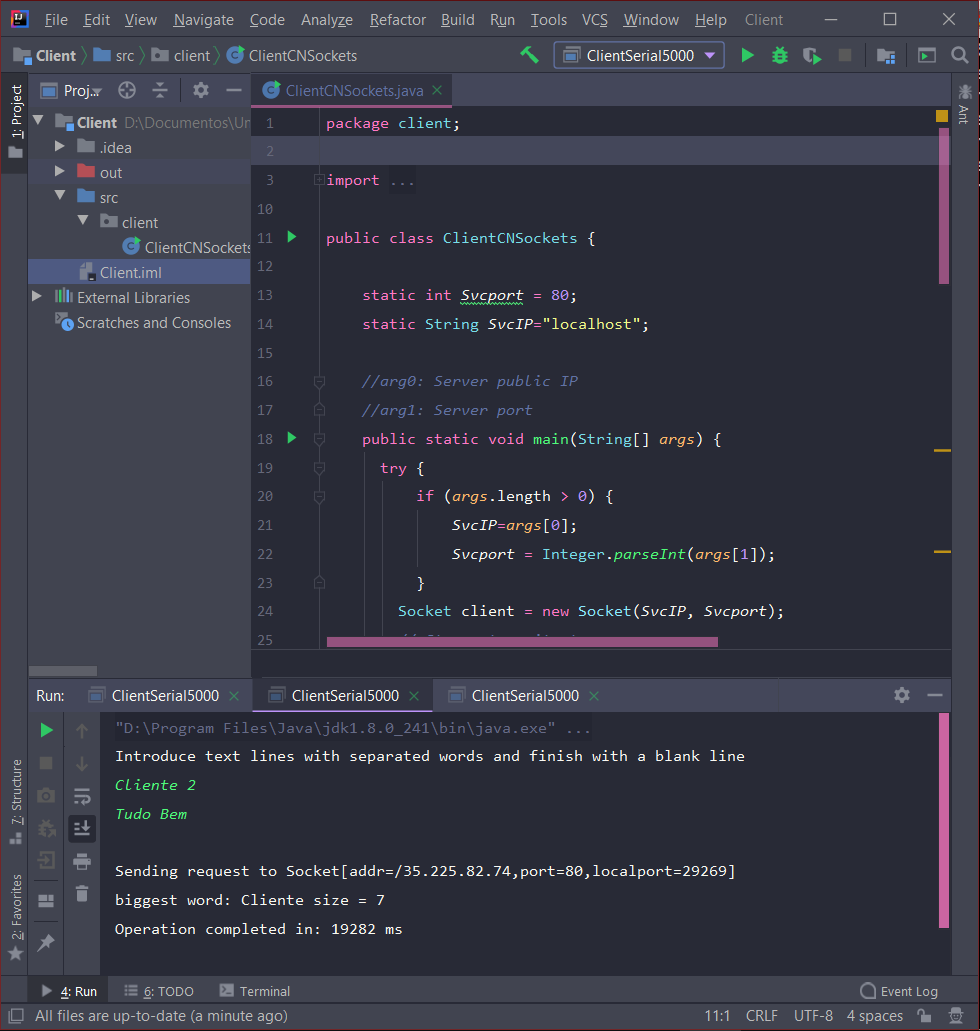 File Edit View Navigate Code Analyze Refactor Build Run Tools VCS Window Help Client
Client src client ClientCNSockets ClientSerial5000
1: Project
Proj..
Client D:\Documentos\Un
.idea
out
src
client
ClientCNSockets
Client.iml
External Libraries
Scratches and Consoles
ClientCNSockets.java
Ant
1 package client;
2
3 import ...
10
11 public class ClientCNSockets {
12
13 static int Svcport = 80;
14 static String SvcIP="localhost";
15
16 //arg0: Server public IP
17 //arg1: Server port
18 public static void main(String[] args) {
19 try {
20 if (args.length > 0) {
21 SvcIP=args[0];
22 Svcport = Integer.parseInt(args[1]);
23 }
24 Socket client = new Socket(SvcIP, Svcport);
25
Run: ClientSerial5000 ClientSerial5000 ClientSerial5000
"D:\Program Files\Java\jdk1.8.0_241\bin\java.exe" ...
Introduce text lines with separated words and finish with a blank line
Cliente 2
Tudo Bem
Sending request to Socket[addr=/35.225.82.74,port=80,localport=29269]
biggest word: Cliente size = 7
Operation completed in: 19282 ms
7: Structure
2: Favorites
4: Run 6: TODO Terminal Event Log
All files are up-to-date (a minute ago) 11:1 CRLF UTF-8 4 spaces